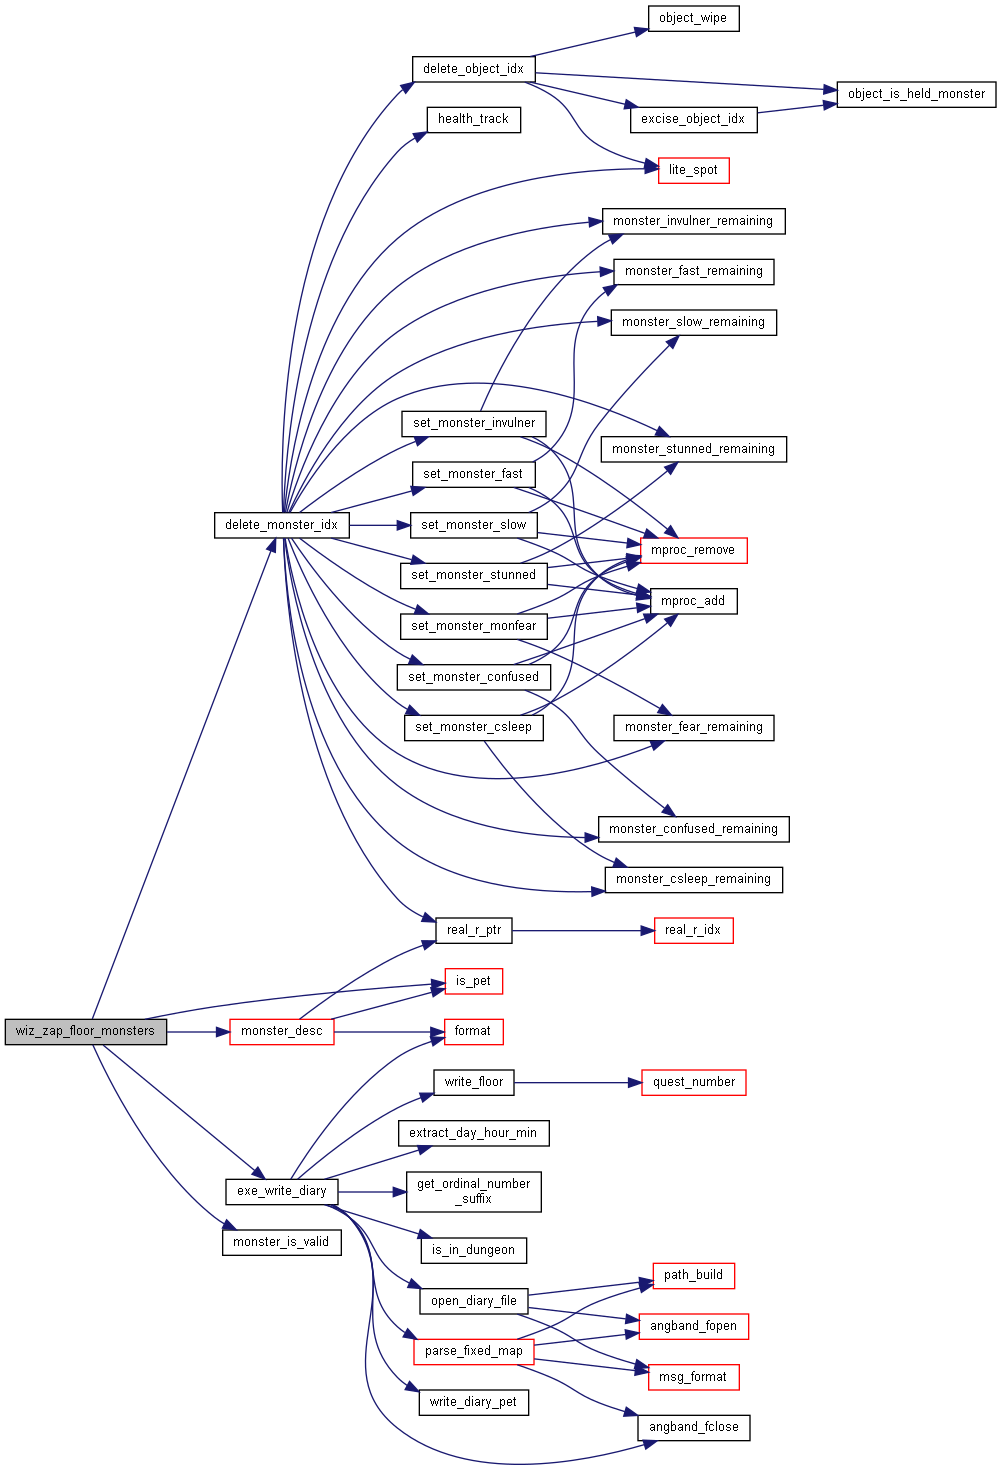 object_wipe
delete_object_idx
object_is_held_monster
health_track
excise_object_idx
lite_spot
monster_invulner_remaining
monster_fast_remaining
monster_slow_remaining
set_monster_invulner
monster_stunned_remaining
set_monster_fast
delete_monster_idx
set_monster_slow
mproc_remove
set_monster_stunned
mproc_add
set_monster_monfear
set_monster_confused
set_monster_csleep
monster_fear_remaining
monster_confused_remaining
monster_csleep_remaining
real_r_ptr
real_r_idx
is_pet
wiz_zap_floor_monsters
monster_desc
format
write_floor
quest_number
extract_day_hour_min
exe_write_diary
get_ordinal_number
_suffix
monster_is_valid
is_in_dungeon
path_build
open_diary_file
angband_fopen
parse_fixed_map
msg_format
write_diary_pet
angband_fclose